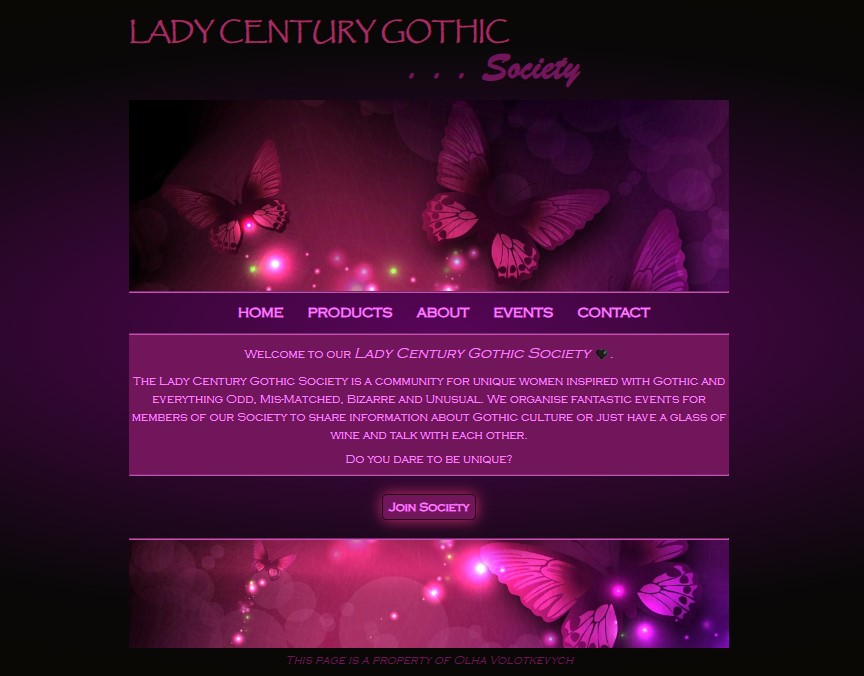 LADY CENTURY GOTHIC
. . . Society
HOME PRODUCTS ABOUT EVENTS CONTACT
Welcome to our Lady Century Gothic Society 🖤 .
The Lady Century Gothic Society is a community for unique women inspired with Gothic and
everything Odd, Mis-Matched, Bizarre and Unusual. We organise fantastic events for
members of our Society to share information about Gothic culture or just have a glass of
wine and talk with each other.
Do you dare to be unique?
Join Society
This page is a property of Olha Volotkevych